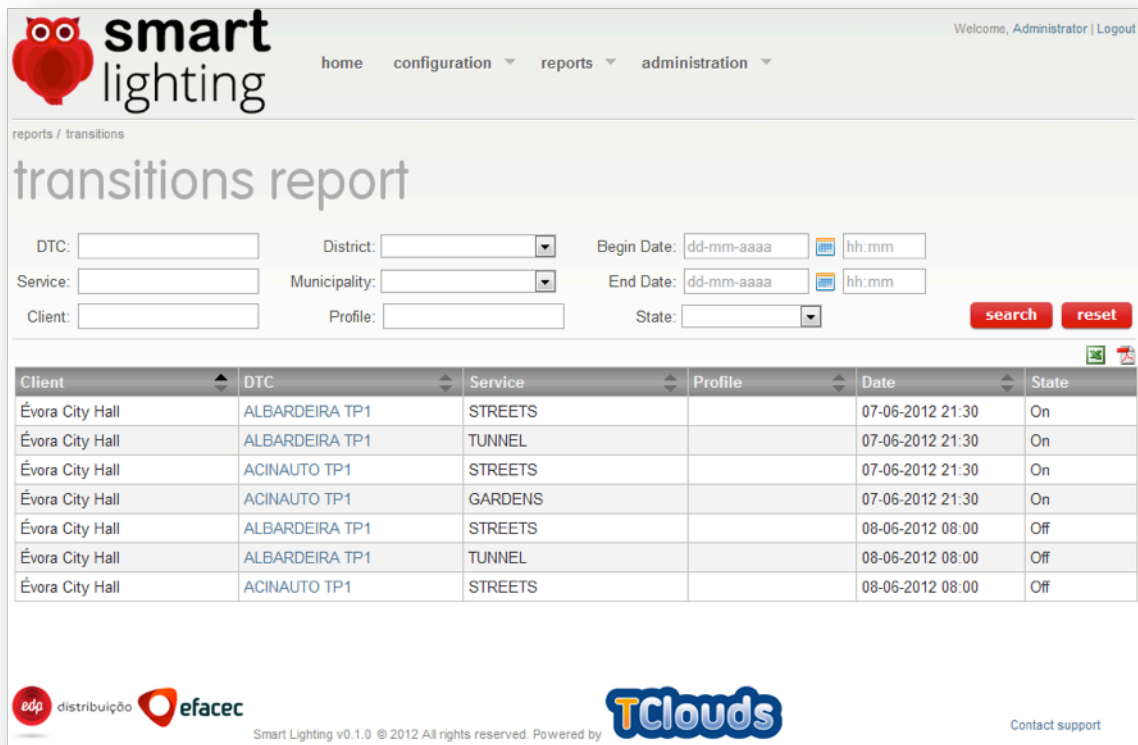 smart
lighting
Welcome, Administrator | Logout
home configuration reports administration
reports / transitions
transitions report
DTC: District: Begin Date: dd-mm-aaaa hh:mm
Service: Municipality: End Date: dd-mm-aaaa hh:mm
Client: Profile: State: search reset
Client DTC Service Profile Date State
Évora City Hall ALBARDEIRA TP1 STREETS 07-06-2012 21:30 On
Évora City Hall ALBARDEIRA TP1 TUNNEL 07-06-2012 21:30 On
Évora City Hall ACINAUTO TP1 STREETS 07-06-2012 21:30 On
Évora City Hall ACINAUTO TP1 GARDENS 07-06-2012 21:30 On
Évora City Hall ALBARDEIRA TP1 STREETS 08-06-2012 08:00 Off
Évora City Hall ALBARDEIRA TP1 TUNNEL 08-06-2012 08:00 Off
Évora City Hall ACINAUTO TP1 STREETS 08-06-2012 08:00 Off
edp distribuição efacec
Smart Lighting v0.1.0 @ 2012 All rights reserved. Powered by TClouds
Contact support